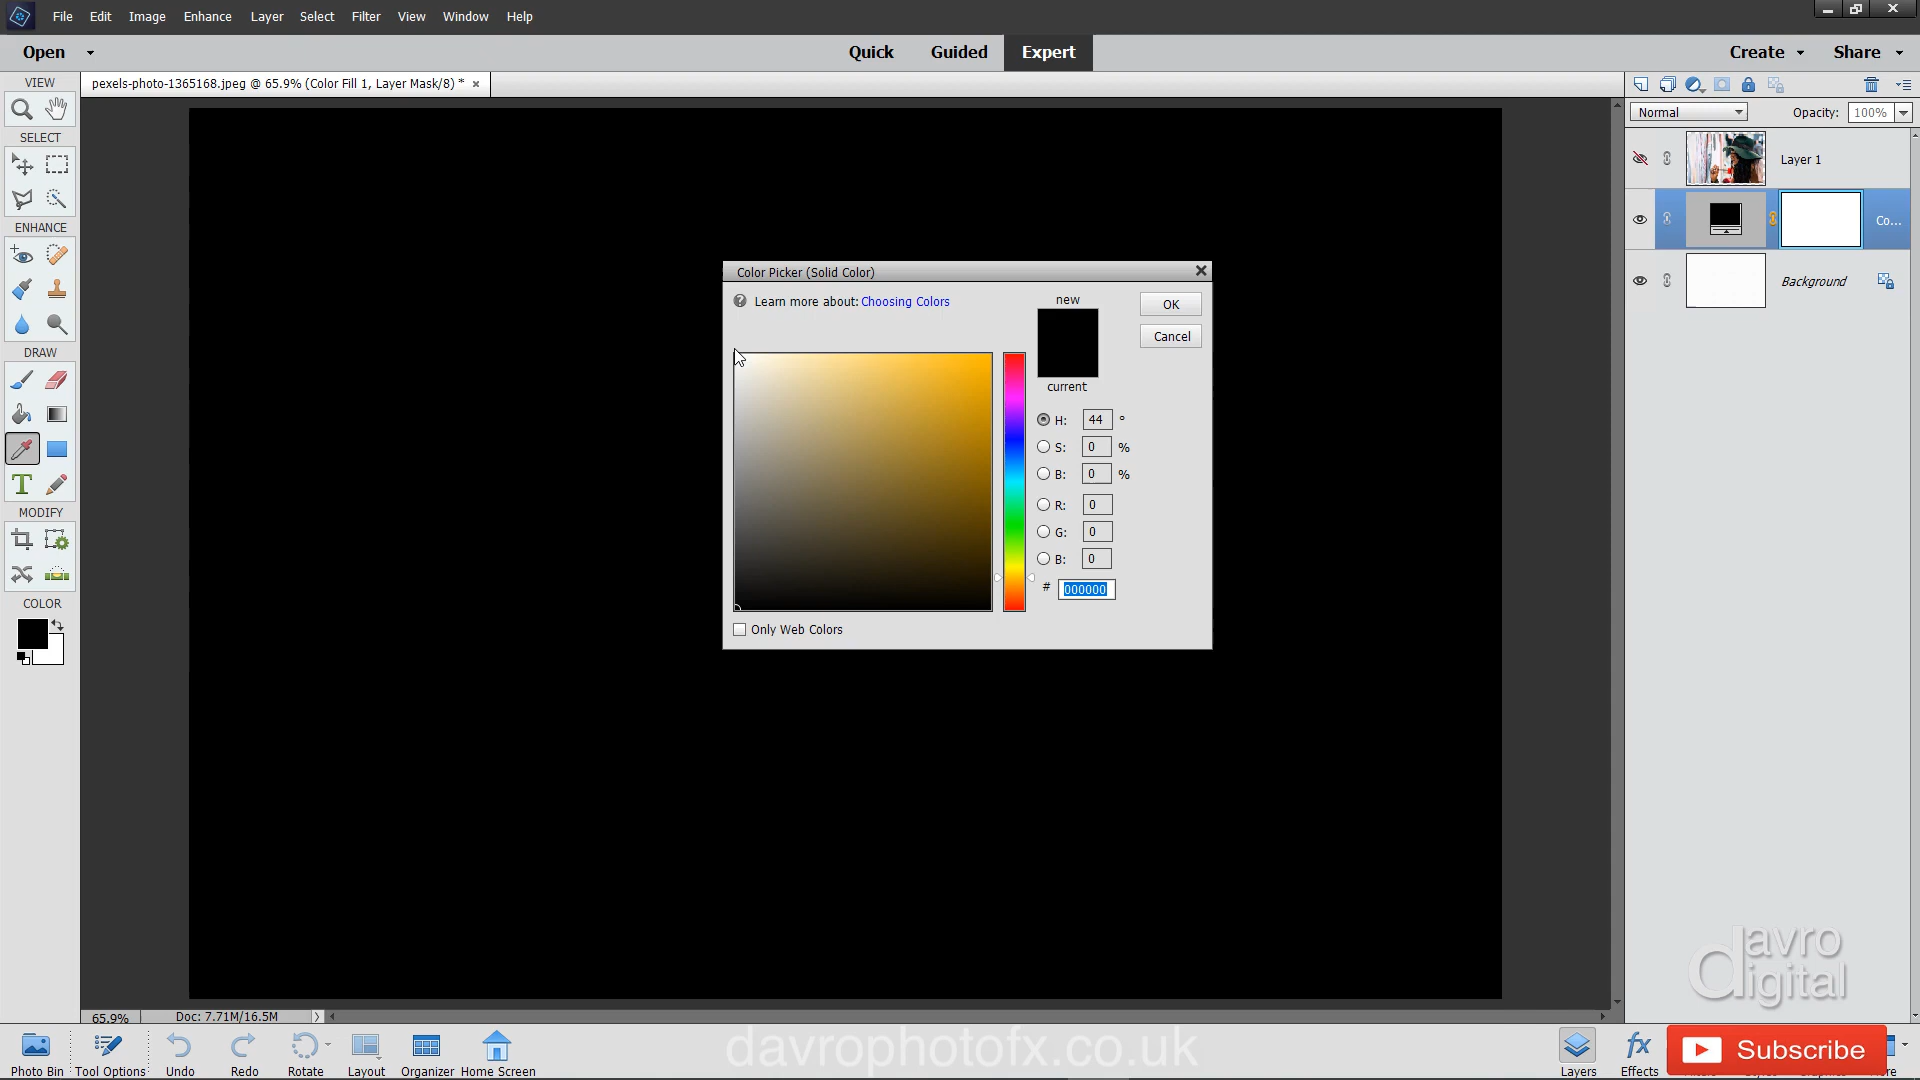 File Edit Image Enhance Layer Select Filter View Window Help
Open Quick Guided Expert Create Share
VIEW
pexels-photo-1365168.jpeg @ 65.9% (Color Fill 1, Layer Mask/8) * ×
Normal Opacity: 100%
SELECT
Layer 1
Co...
Background
ENHANCE
Color Picker (Solid Color)
Learn more about: Choosing Colors
new
OK
Cancel
current
DRAW
H: 44 °
S: 0 %
B: 0 %
R: 0
G: 0
B: 0
# 000000
Only Web Colors
T
MODIFY
COLOR
davro
digital
65.9% Doc: 7.71M/16.5M
davrophotofx.co.uk
Photo Bin Tool Options Undo Redo Rotate Layout Organizer Home Screen
Layers fx Effects
Subscribe